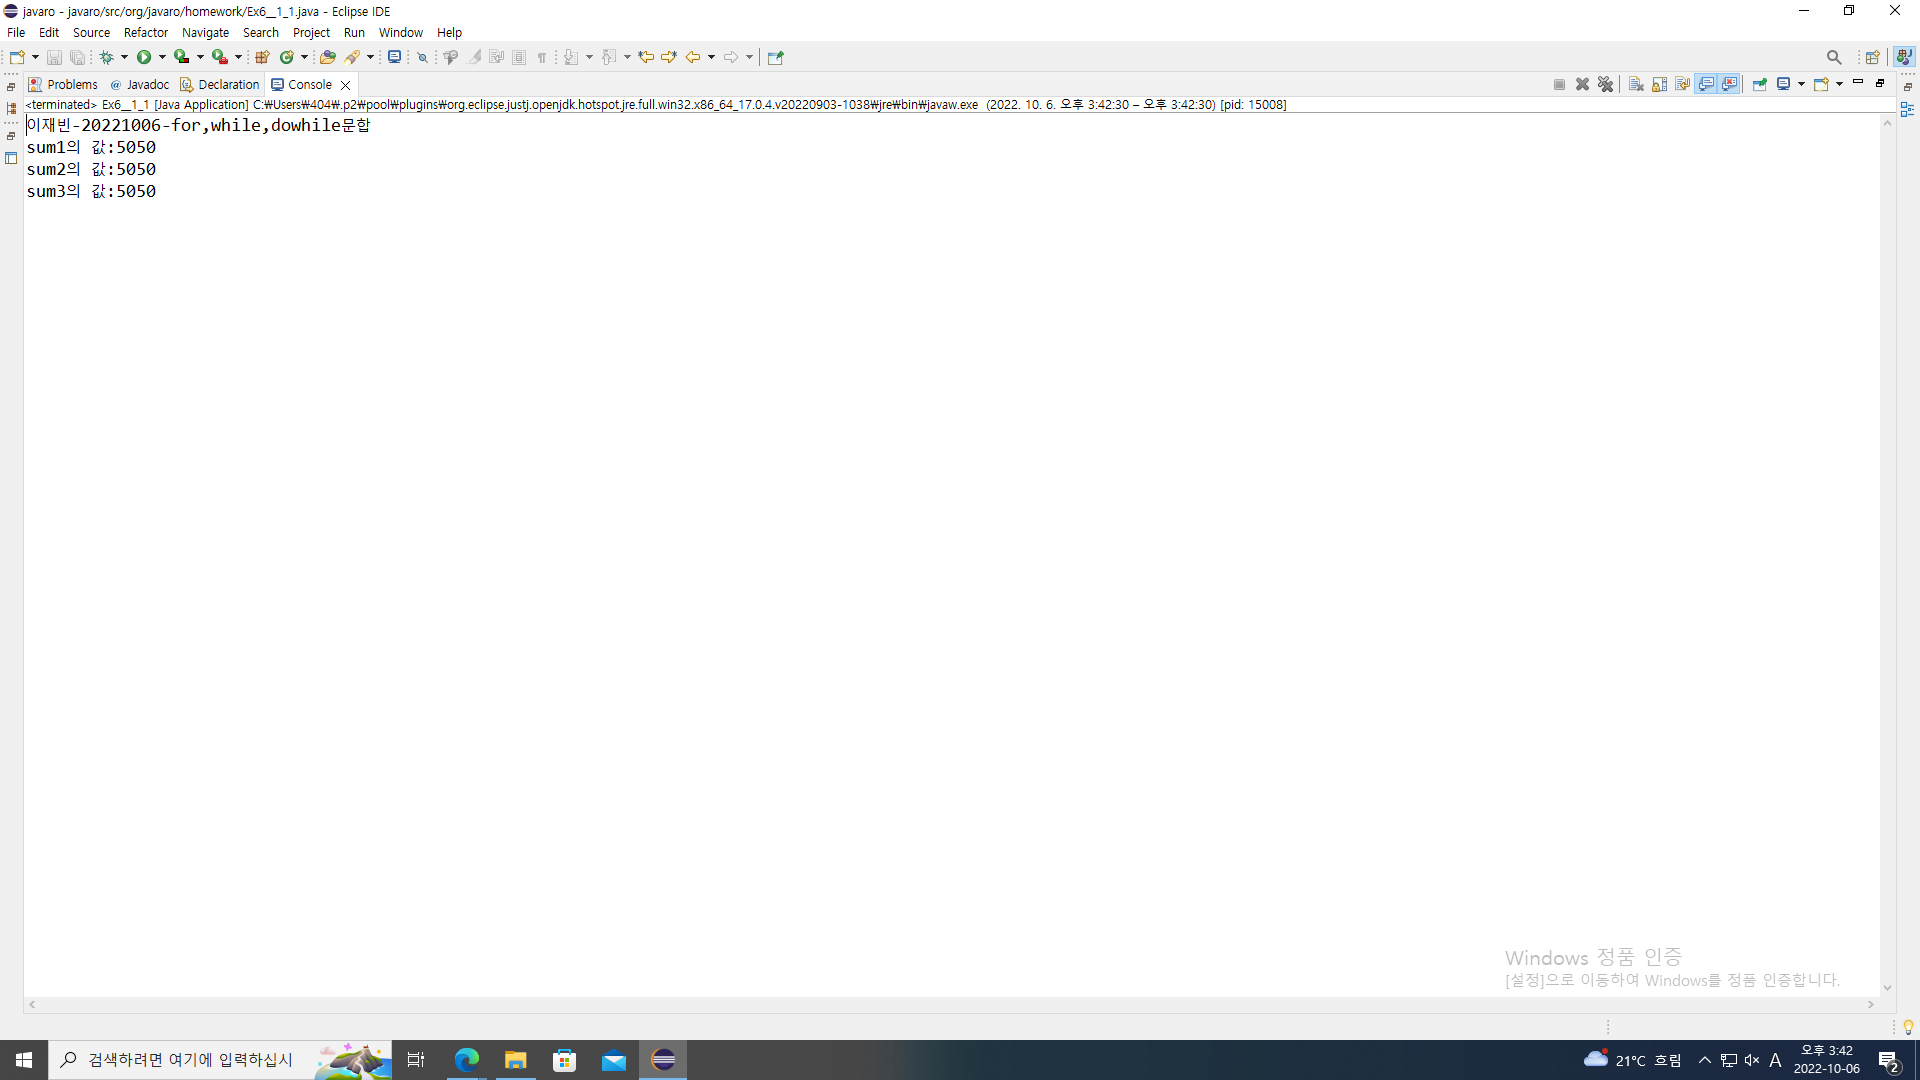 javaro - javaro/src/org/javaro/homework/Ex6__1_1.java - Eclipse IDE
File Edit Source Refactor Navigate Search Project Run Window Help
Problems @ Javadoc Declaration Console
<terminated> Ex6__1_1 [Java Application] C:₩Users₩404₩.p2₩pool₩plugins₩org.eclipse.justj.openjdk.hotspot.jre.full.win32.x86_64_17.0.4.v20220903-1038₩jre₩bin₩javaw.exe (2022. 10. 6. 오후 3:42:30 – 오후 3:42:30) [pid: 15008]
이재빈-20221006-for,while,dowhile문합
sum1의 값:5050
sum2의 값:5050
sum3의 값:5050
Windows 정품 인증
[설정]으로 이동하여 Windows를 정품 인증합니다.
검색하려면 여기에 입력하십시
21°C 흐림
A
오후 3:42
2022-10-06
2